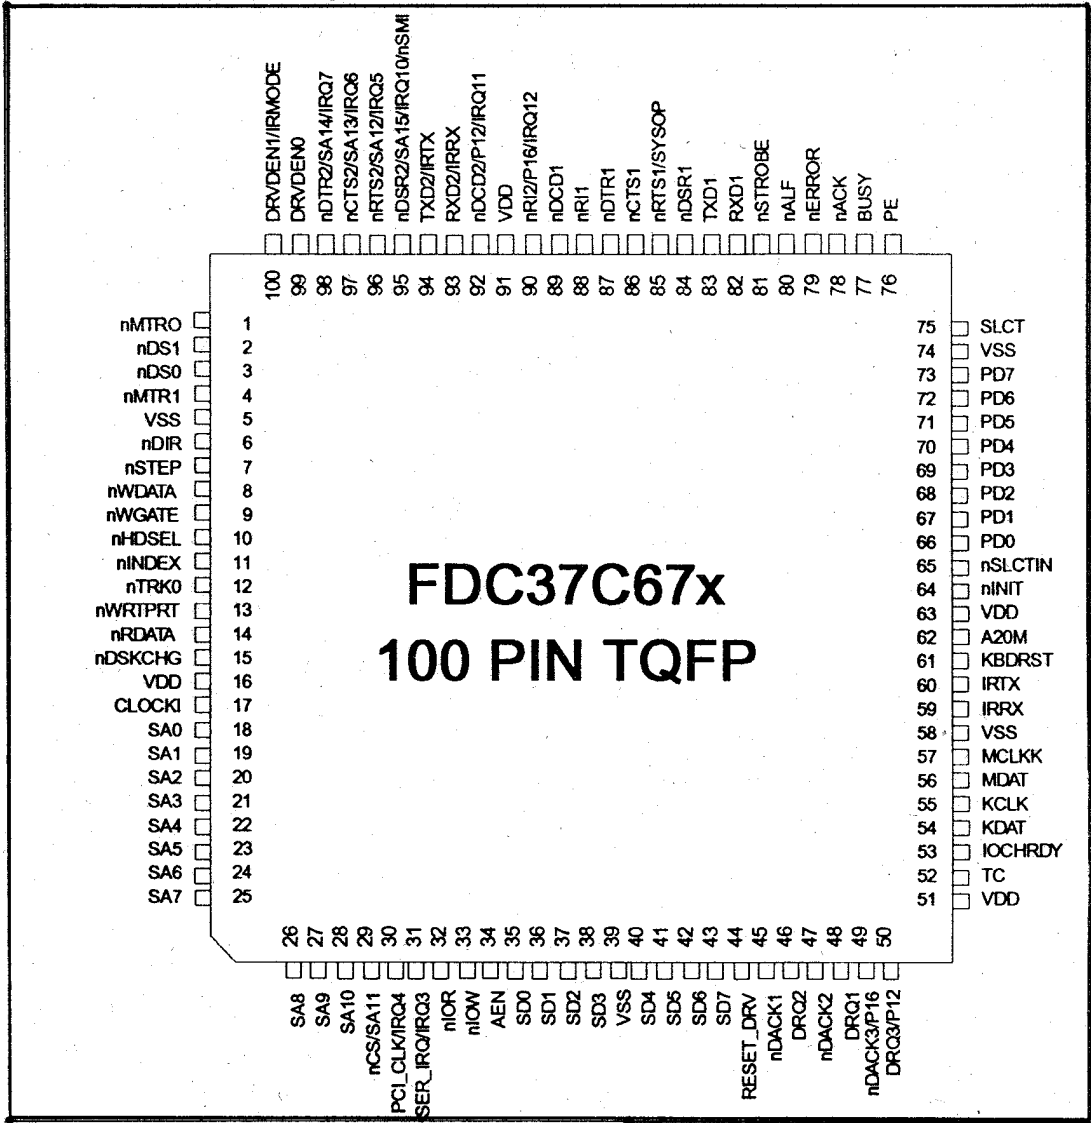 DRVDEN1/IRMODE
DRVDEN0
nDTR2/SA14/IRQ7
nCTS2/SA13/IRQ6
nRTS2/SA12/IRQ5
nDSR2/SA15/IRQ10/nSMI
TXD2/IRTX
RXD2/IRRX
nDCD2/P12/IRQ11
VDD
nRI2/P16/IRQ12
nDCD1
nRI1
nDTR1
nCTS1
nRTS1/SYSOP
nDSR1
TXD1
RXD1
nSTROBE
nALF
nERROR
nACK
BUSY
PE
100
99
98
97
96
95
94
93
92
91
90
89
88
87
86
85
84
83
82
81
80
79
78
77
76
nMTRO 1
nDS1 2
nDS0 3
nMTR1 4
VSS 5
nDIR 6
nSTEP 7
nWDATA 8
nWGATE 9
nHDSEL 10
nINDEX 11
nTRK0 12
nWRTPRT 13
nRDATA 14
nDSKCHG 15
VDD 16
CLOCKI 17
SA0 18
SA1 19
SA2 20
SA3 21
SA4 22
SA5 23
SA6 24
SA7 25
FDC37C67x
100 PIN TQFP
75 SLCT
74 VSS
73 PD7
72 PD6
71 PD5
70 PD4
69 PD3
68 PD2
67 PD1
66 PD0
65 nSLCTIN
64 nINIT
63 VDD
62 A20M
61 KBDRST
60 IRTX
59 IRRX
58 VSS
57 MCLKK
56 MDAT
55 KCLK
54 KDAT
53 IOCHRDY
52 TC
51 VDD
26
27
28
29
30
31
32
33
34
35
36
37
38
39
40
41
42
43
44
45
46
47
48
49
50
SA8
SA9
SA10
nCS/SA11
PCI_CLK/IRQ4
SER_IRQ/IRQ3
nIOR
nIOW
AEN
SD0
SD1
SD2
SD3
VSS
SD4
SD5
SD6
SD7
RESET_DRV
nDACK1
DRQ2
nDACK2
DRQ1
nDACK3/P16
DRQ3/P12